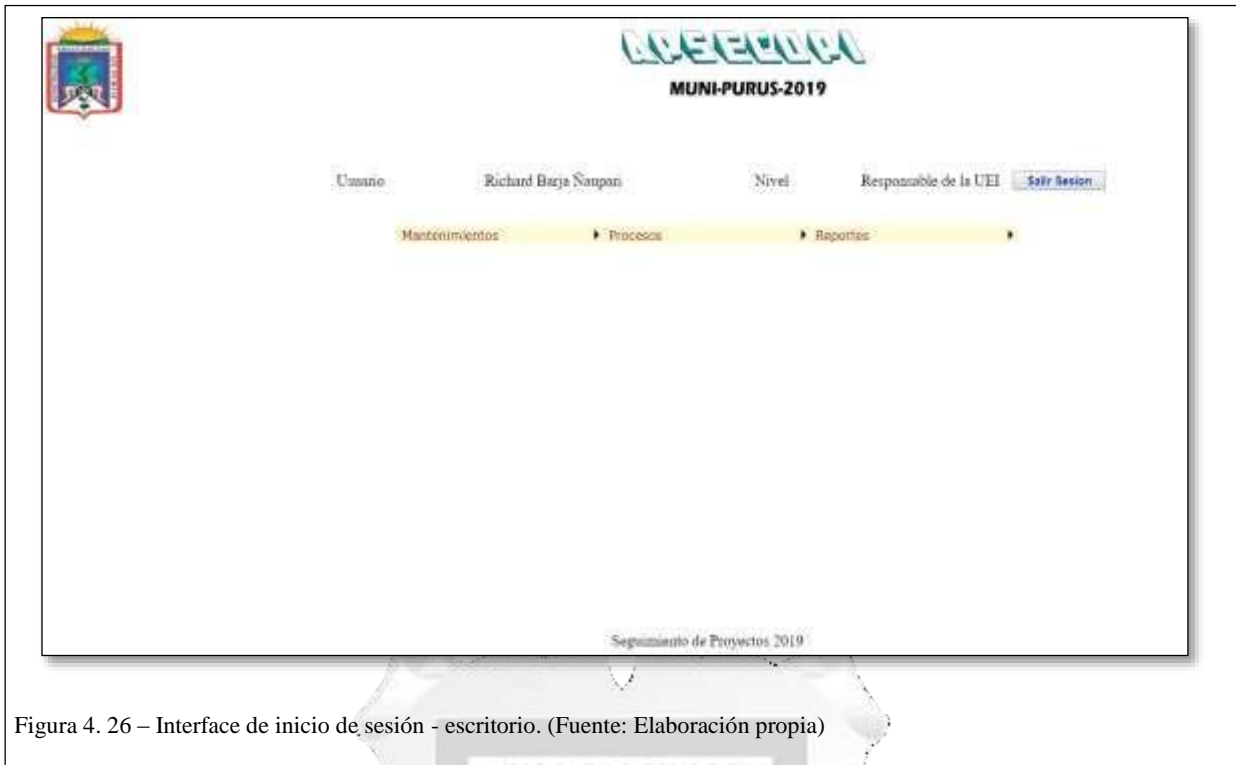 APSECOPI
MUNI-PURUS-2019
Usuario Richard Barja Ñaupari Nivel Responsable de la UEI Salir Sesion
Mantenimientos Procesos Reportes
Seguimiento de Proyectos 2019
Figura 4. 26 – Interface de inicio de sesión - escritorio. (Fuente: Elaboración propia)